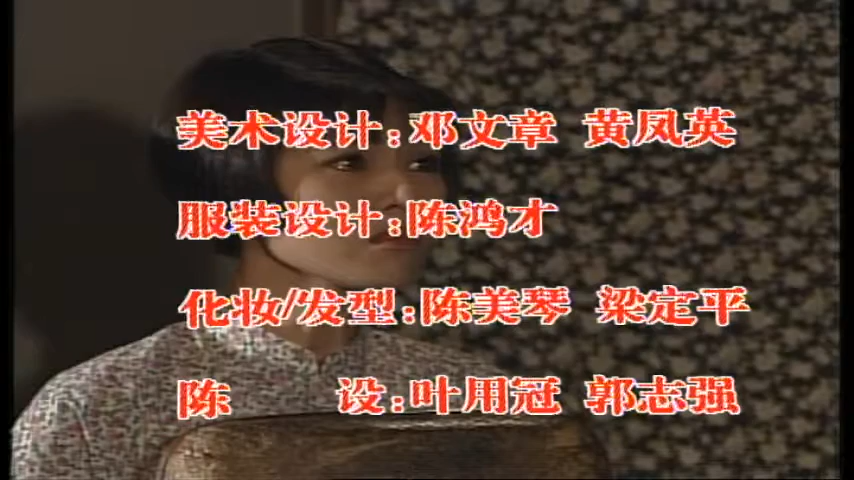 美术设计:邓文章 黄凤英
服装设计:陈鸿才
化妆/发型:陈美琴 梁定平
陈 设:叶用冠 郭志强